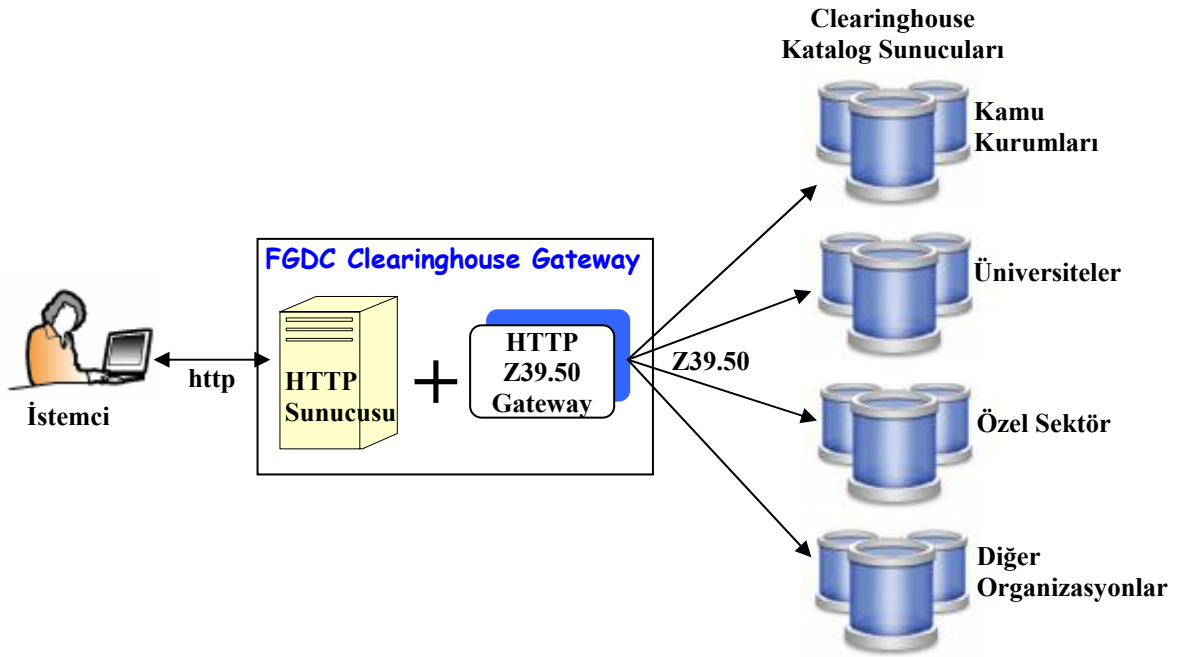 Clearinghouse
Katalog Sunucuları
Kamu
Kurumları
FGDC Clearinghouse Gateway
Üniversiteler
HTTP
Z39.50
Gateway
Z39.50
http
HTTP
Sunucusu
İstemci
Özel Sektör
Diğer
Organizasyonlar